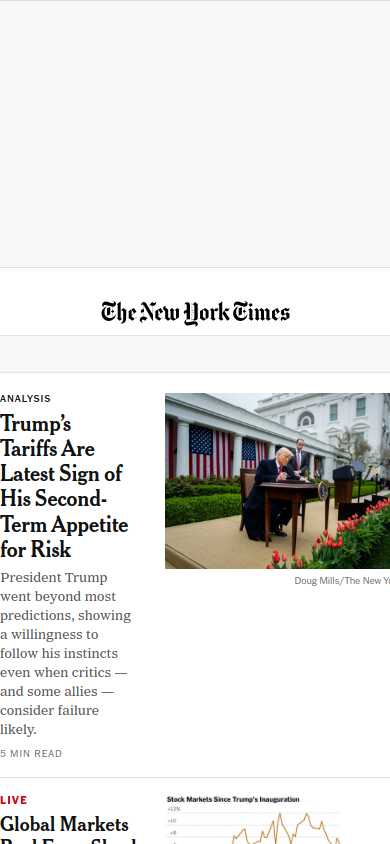 The New York Times
ANALYSIS
Trump's
Tariffs Are
Latest Sign of
His Second-
Term Appetite
for Risk
President Trump
went beyond most
predictions, showing
a willingness to
follow his instincts
even when critics —
and some allies —
consider failure
likely.
5 MIN READ
Doug Mills/The New Yo
LIVE
Global Markets
Stock Markets Since Trump's Inauguration
+12%
+10
+8